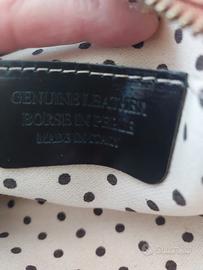 GENUINE LEATHER
BORSE IN PELLE
MADE IN ITALY